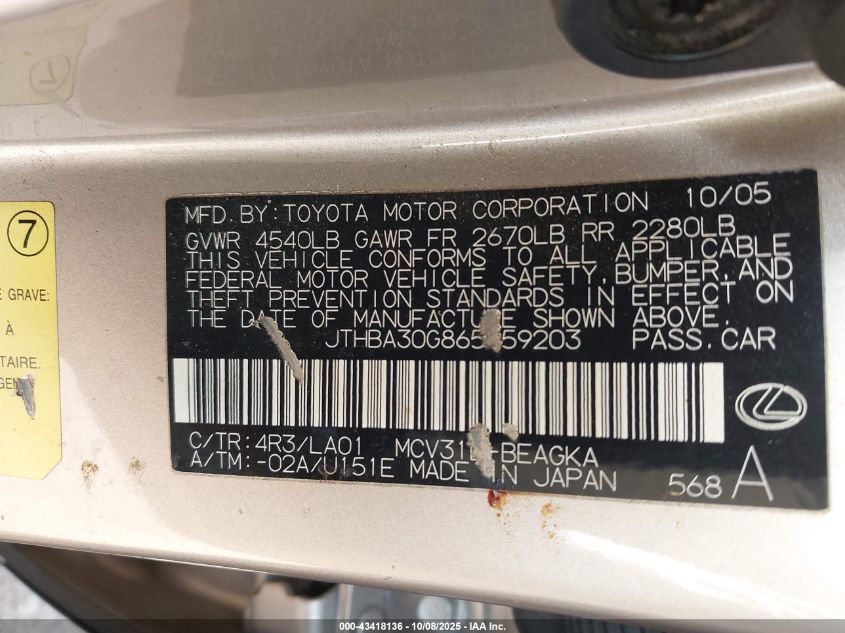 7
E GRAVE:
À
TAIRE.
MFD. BY: TOYOTA MOTOR CORPORATION 10/05
GVWR 4540LB GAWR FR 2670LB RR 2280LB
THIS VEHICLE CONFORMS TO ALL APPLICABLE
FEDERAL MOTOR VEHICLE SAFETY, BUMPER, AND
THEFT PREVENTION STANDARDS IN EFFECT ON
THE DATE OF MANUFACTURE SHOWN ABOVE.
PASS.CAR
C/TR: 4R3/LA01
A/TM: -02A/U151E MADE IN JAPAN
568 A
000-43418136 - 10/08/2025 - IAA Inc.